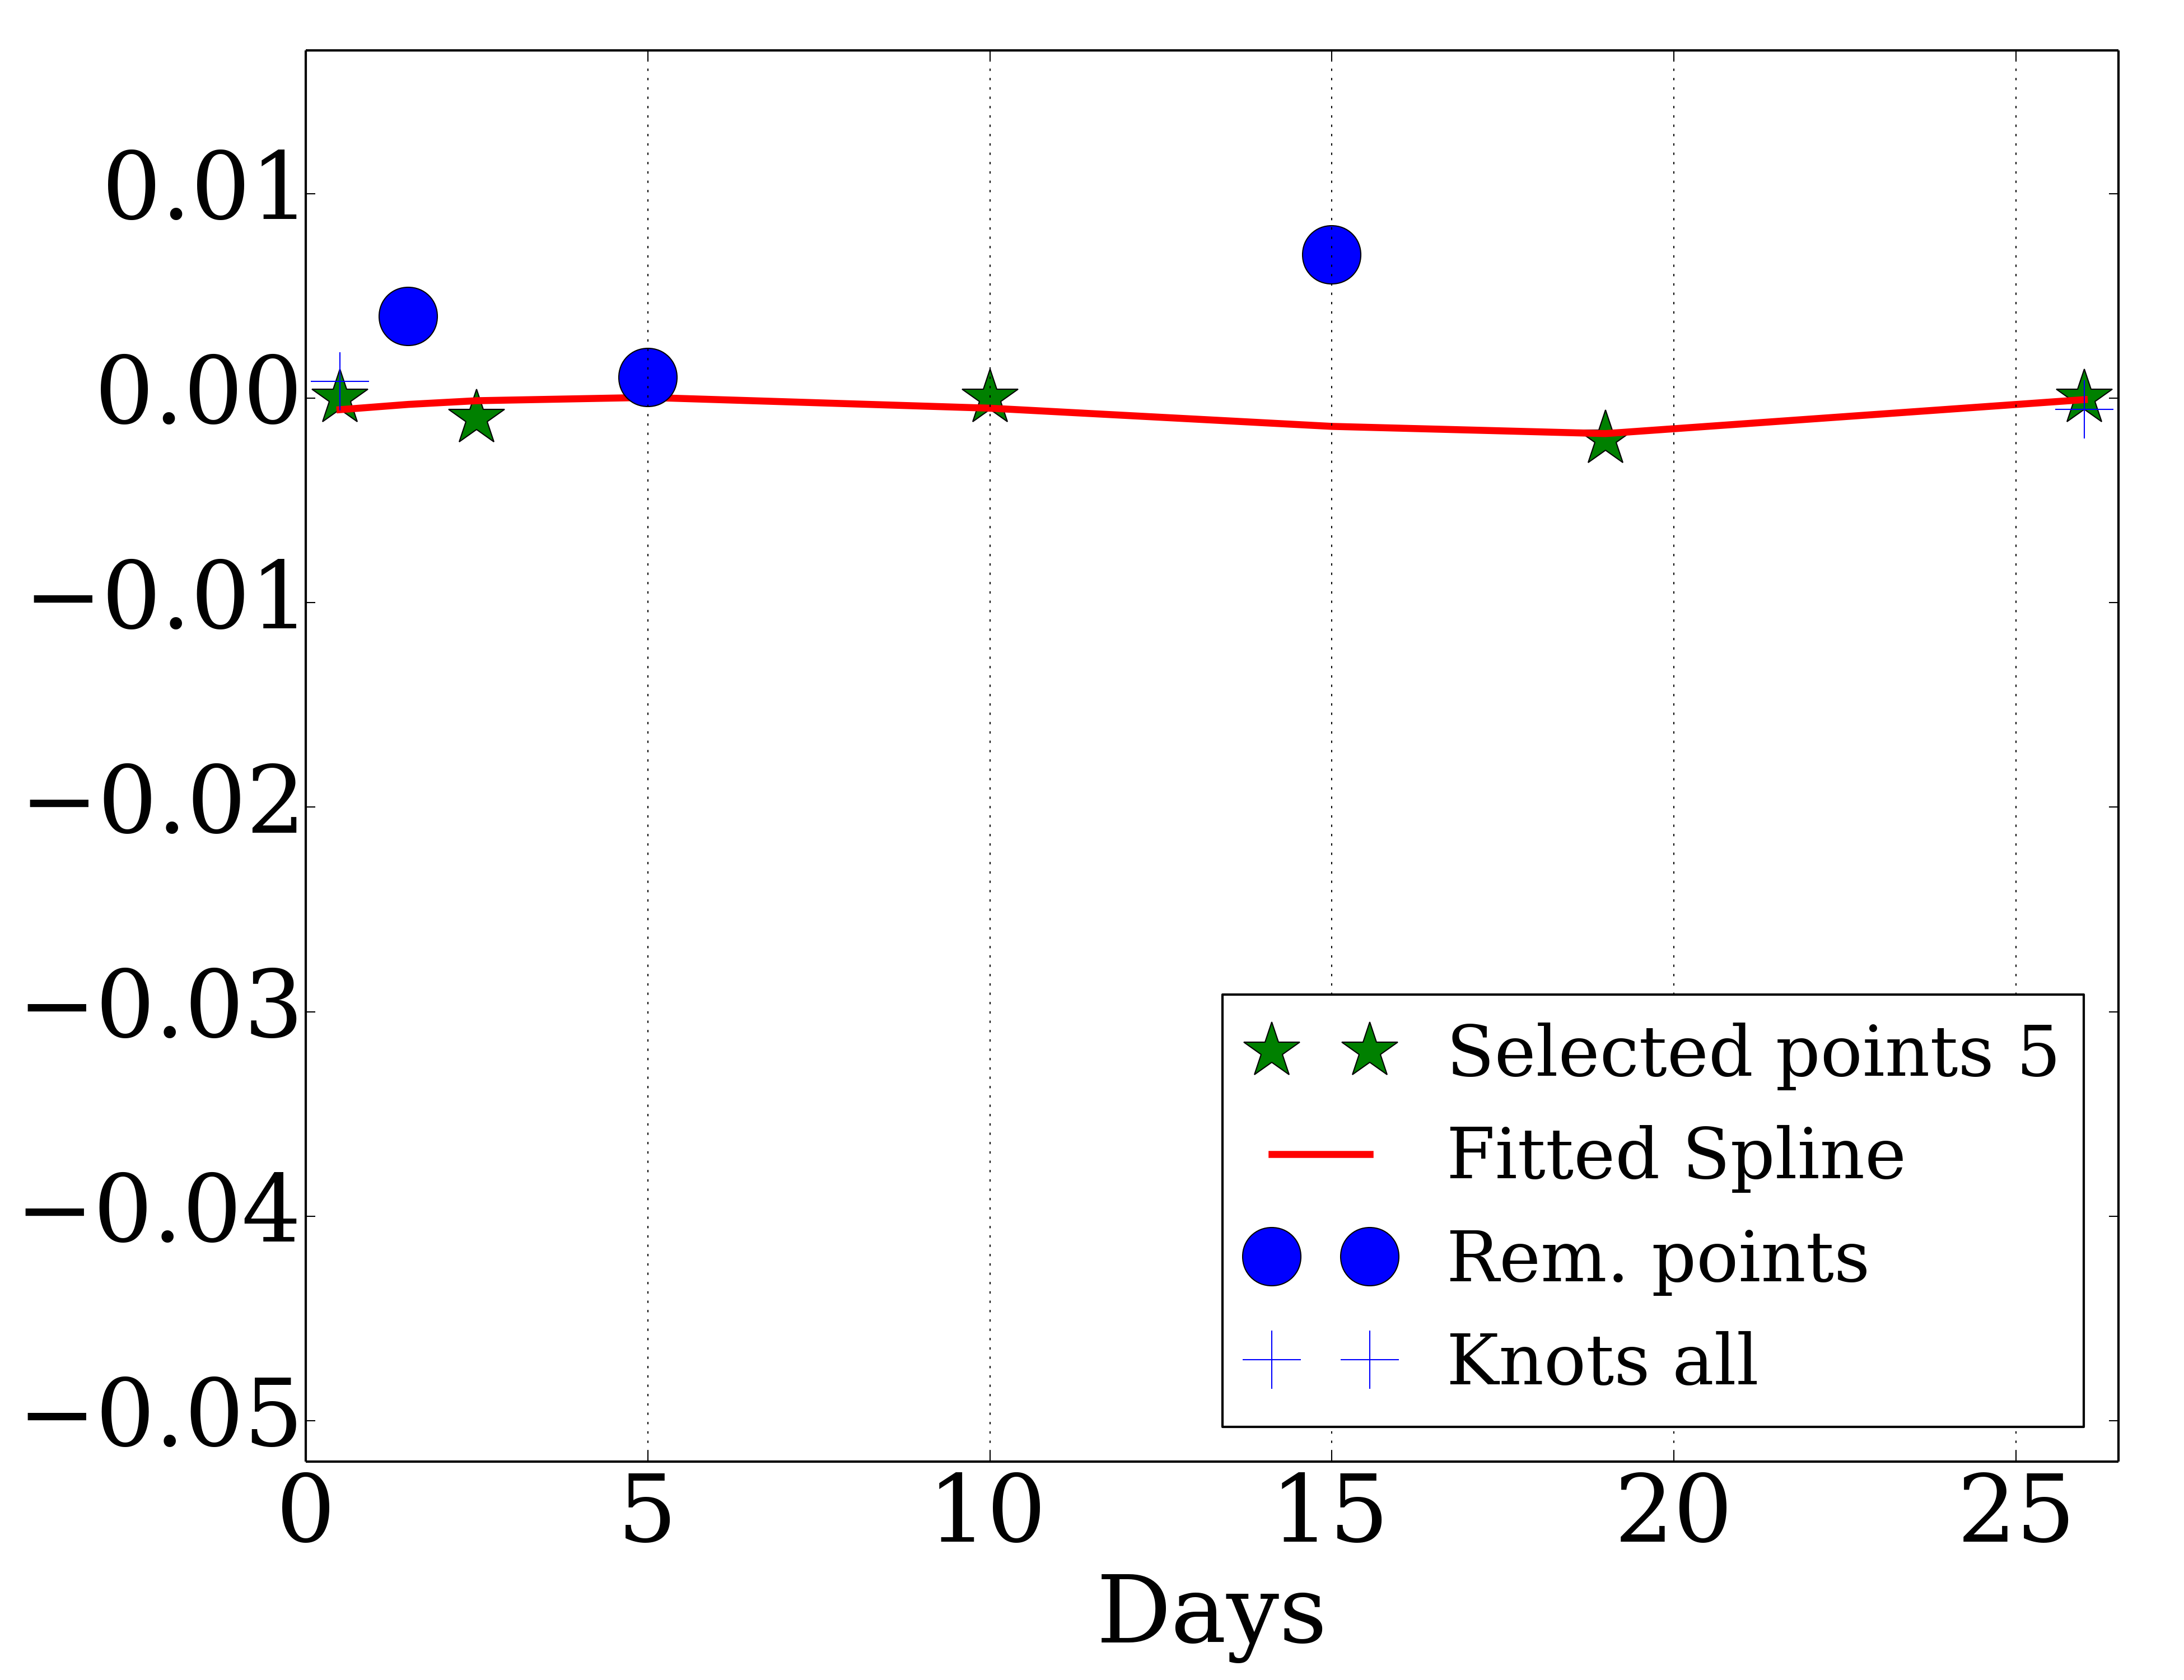 0.01
0.00
−0.01
−0.02
−0.03
−0.04
−0.05
0 5 10 15 20 25
Days
Selected points 5
Fitted Spline
Rem. points
Knots all